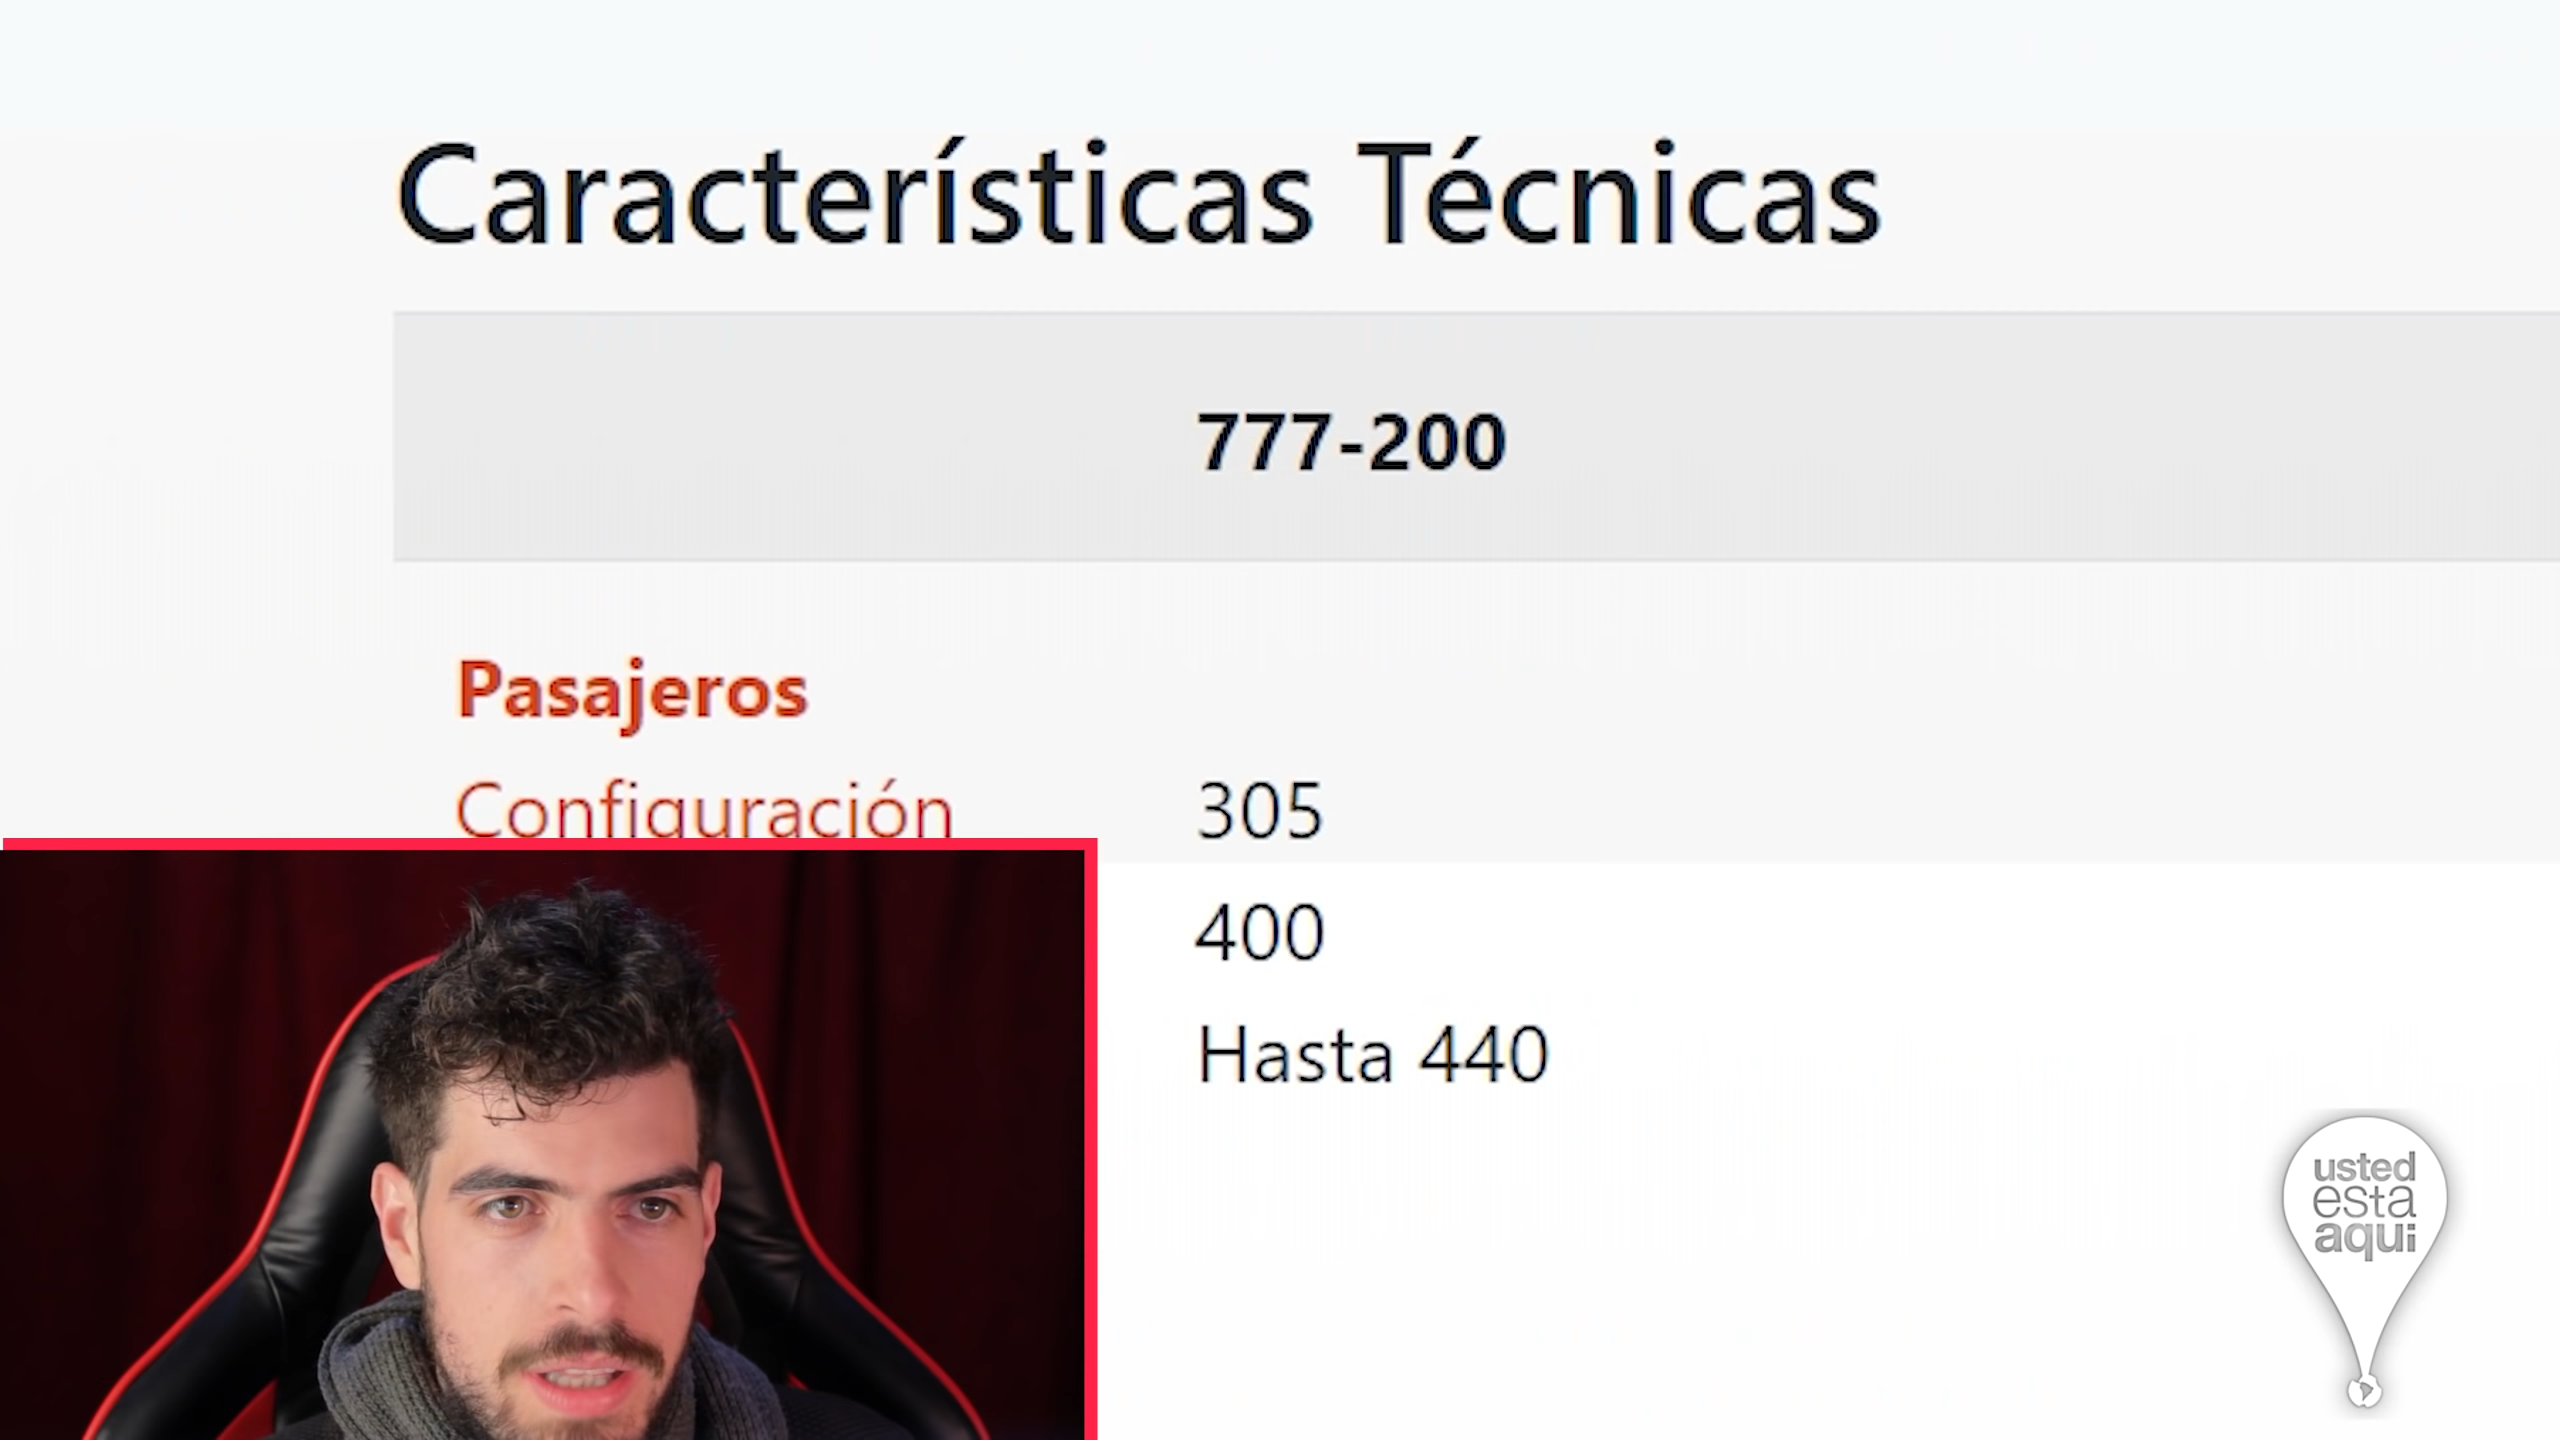 Características Técnicas
777-200
Pasajeros
Configuración 305
400
Hasta 440
usted
esta
aqui